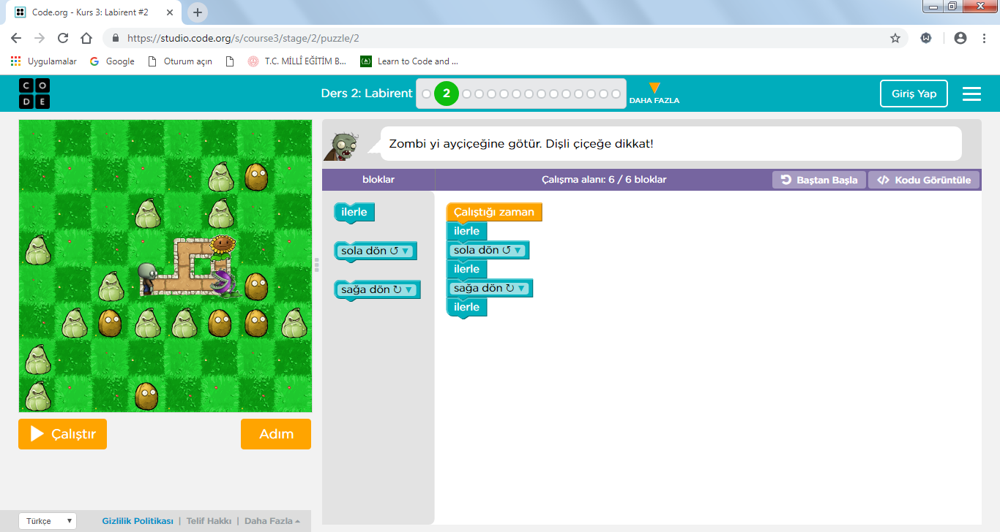 Code.org - Kurs 3: Labirent #2
https://studio.code.org/s/course3/stage/2/puzzle/2
Uygulamalar Google Oturum açın T.C. MİLLÎ EĞİTİM B... Learn to Code and ...
C O D E
Ders 2: Labirent 2 DAHA FAZLA Giriş Yap
Zombi yi ayçiçeğine götür. Dişli çiçeğe dikkat!
bloklar Çalışma alanı: 6 / 6 bloklar Baştan Başla Kodu Görüntüle
ilerle
sola dön ↺ ▼
sağa dön ↻ ▼
Çalıştığı zaman
ilerle
sola dön ↺ ▼
ilerle
sağa dön ↻ ▼
ilerle
Çalıştır Adım
Türkçe Gizlilik Politikası | Telif Hakkı | Daha Fazla